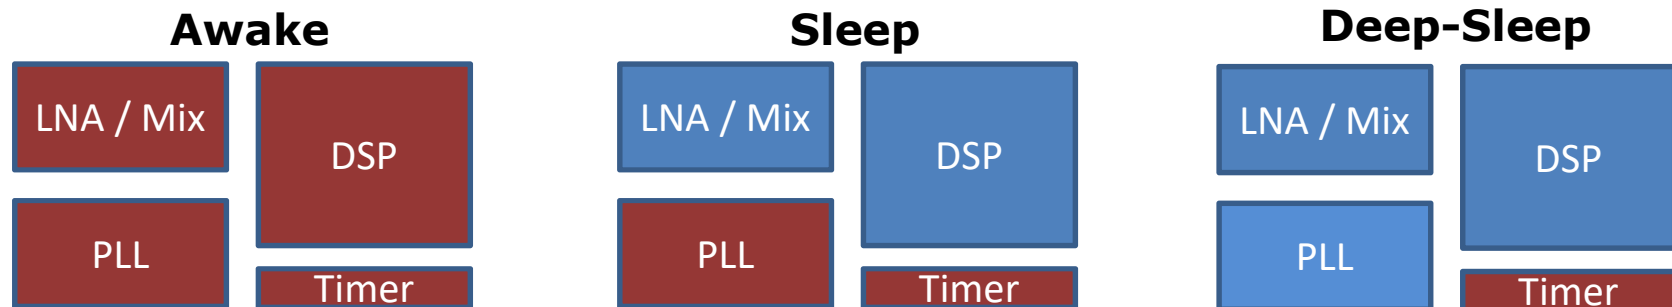 Awake
LNA / Mix
DSP
PLL
Timer
Sleep
LNA / Mix
DSP
PLL
Timer
Deep-Sleep
LNA / Mix
DSP
PLL
Timer